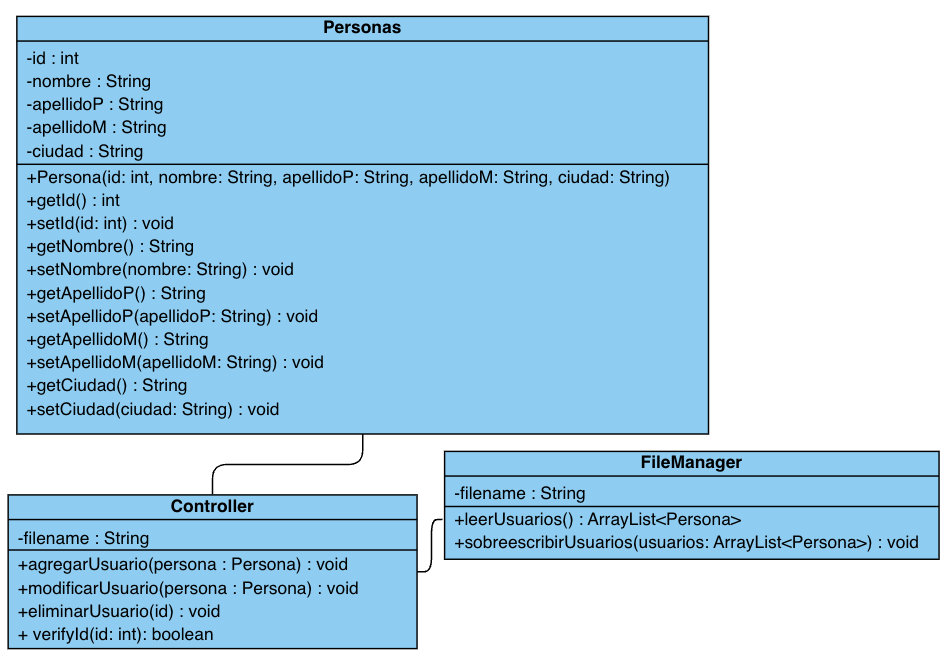 Personas
-id : int
-nombre : String
-apellidoP : String
-apellidoM : String
-ciudad : String
+Persona(id: int, nombre: String, apellidoP: String, apellidoM: String, ciudad: String)
+getId() : int
+setId(id: int) : void
+getNombre() : String
+setNombre(nombre: String) : void
+getApellidoP() : String
+setApellidoP(apellidoP: String) : void
+getApellidoM() : String
+setApellidoM(apellidoM: String) : void
+getCiudad() : String
+setCiudad(ciudad: String) : void
Controller
-filename : String
+agregarUsuario(persona : Persona) : void
+modificarUsuario(persona : Persona) : void
+eliminarUsuario(id) : void
+ verifyId(id: int): boolean
FileManager
-filename : String
+leerUsuarios() : ArrayList<Persona>
+sobreescribirUsuarios(usuarios: ArrayList<Persona>) : void